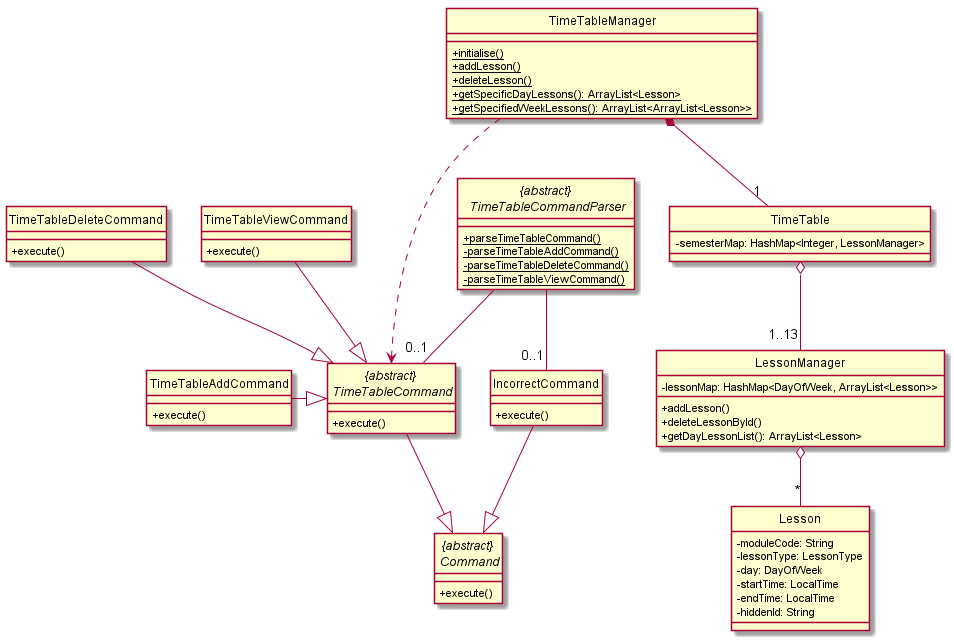 TimeTableManager
+initialise()
+addLesson()
+deleteLesson()
+getSpecificDayLessons(): ArrayList<Lesson>
+getSpecifiedWeekLessons(): ArrayList<ArrayList<Lesson>>
{abstract}
TimeTableCommandParser
+parseTimeTableCommand()
-parseTimeTableAddCommand()
-parseTimeTableDeleteCommand()
-parseTimeTableViewCommand()
1
TimeTableDeleteCommand
+execute()
TimeTableViewCommand
+execute()
TimeTable
-semesterMap: HashMap<Integer, LessonManager>
0..1
0..1
1..13
TimeTableAddCommand
+execute()
{abstract}
TimeTableCommand
+execute()
IncorrectCommand
+execute()
LessonManager
-lessonMap: HashMap<DayOfWeek, ArrayList<Lesson>>
+addLesson()
+deleteLessonById()
+getDayLessonList(): ArrayList<Lesson>
*
{abstract}
Command
+execute()
Lesson
-moduleCode: String
-lessonType: LessonType
-day: DayOfWeek
-startTime: LocalTime
-endTime: LocalTime
-hiddenId: String